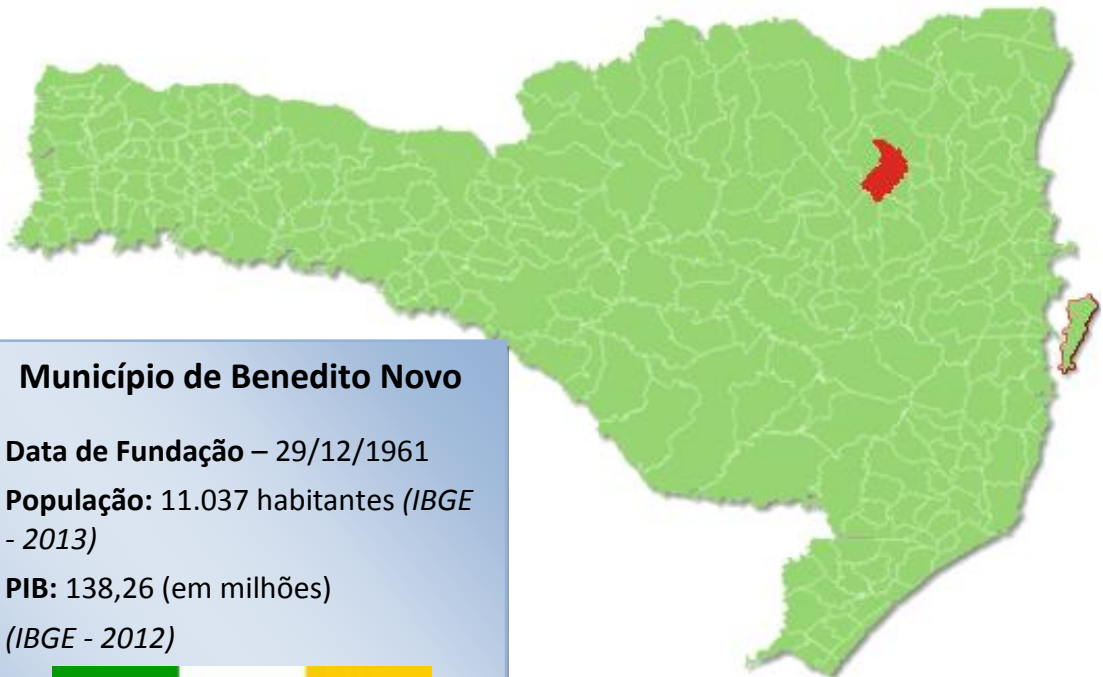 Município de Benedito Novo
Data de Fundação – 29/12/1961
População: 11.037 habitantes (IBGE
- 2013)
PIB: 138,26 (em milhões)
(IBGE - 2012)